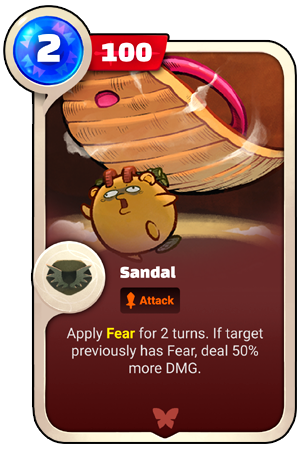 2
100
Sandal
Attack
Apply Fear for 2 turns. If target
previously has Fear, deal 50%
more DMG.